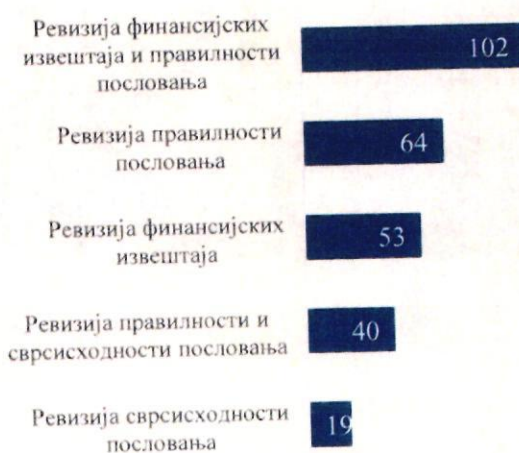 Ревизија финансијских
извештаја и правилности
пословања
102
Ревизија правилности
пословања
64
Ревизија финансијских
извештаја
53
Ревизија правилности и
сврсисходности пословања
40
Ревизија сврсисходности
пословања
19